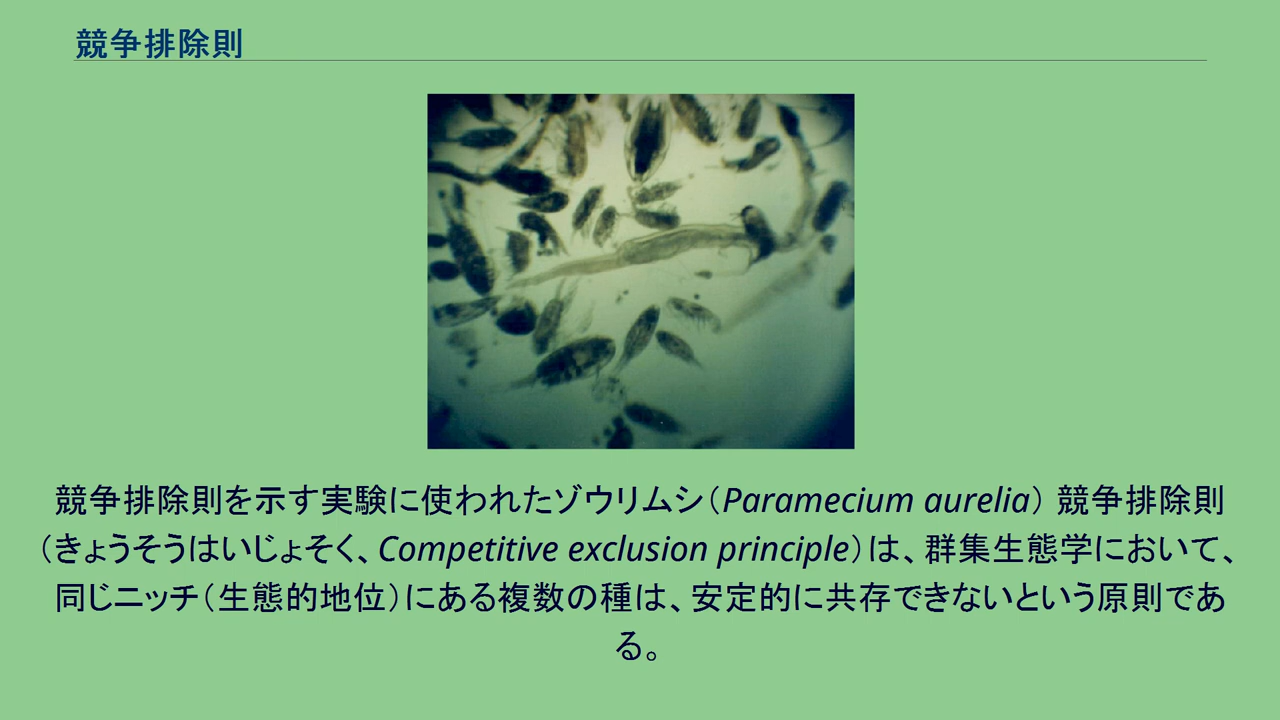 競争排除則
競争排除則を示す実験に使われたゾウリムシ（Paramecium aurelia） 競争排除則
（きょうそうはいじょそく、Competitive exclusion principle）は、群集生態学において、
同じニッチ（生態的地位）にある複数の種は、安定的に共存できないという原則であ
る。